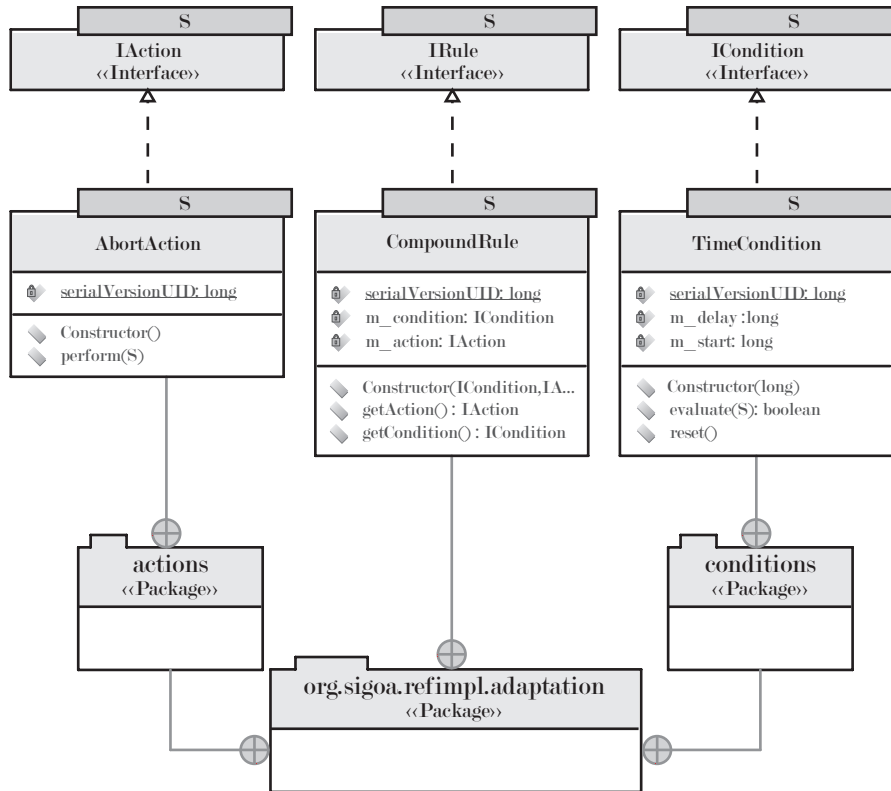 S
IAction
‹‹Interface››
S
IRule
‹‹Interface››
S
ICondition
‹‹Interface››
S
AbortAction
serialVersionUID: long
Constructor()
perform(S)
S
CompoundRule
serialVersionUID: long
m_condition: ICondition
m_action: IAction
Constructor(ICondition,IA...
getAction() : IAction
getCondition() : ICondition
S
TimeCondition
serialVersionUID: long
m_delay :long
m_start: long
Constructor(long)
evaluate(S): boolean
reset()
actions
‹‹Package››
conditions
‹‹Package››
org.sigoa.refimpl.adaptation
‹‹Package››